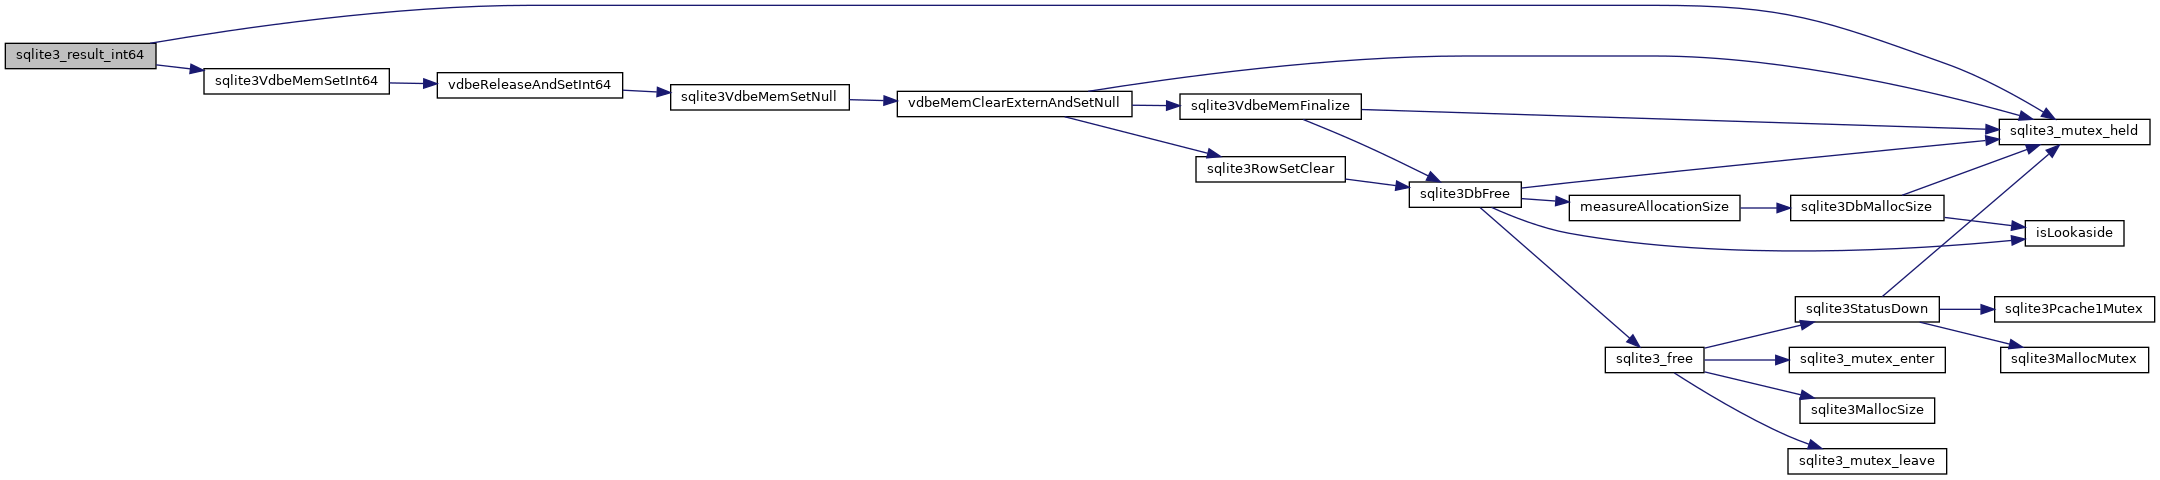 sqlite3_result_int64
sqlite3VdbeMemSetInt64
vdbeReleaseAndSetInt64
sqlite3VdbeMemSetNull
vdbeMemClearExternAndSetNull
sqlite3VdbeMemFinalize
sqlite3RowSetClear
sqlite3DbFree
measureAllocationSize
sqlite3DbMallocSize
sqlite3_mutex_held
isLookaside
sqlite3_free
sqlite3StatusDown
sqlite3Pcache1Mutex
sqlite3MallocMutex
sqlite3_mutex_enter
sqlite3MallocSize
sqlite3_mutex_leave